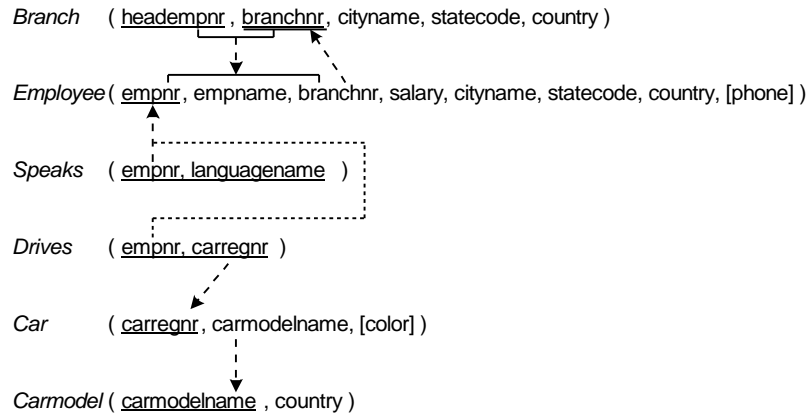 Branch ( headempnr , branchnr, cityname, statecode, country )
Employee ( empnr, empname, branchnr, salary, cityname, statecode, country, [phone] )
Speaks ( empnr, languagename )
Drives ( empnr, carregnr )
Car ( carregnr, carmodelname, [color] )
Carmodel ( carmodelname , country )